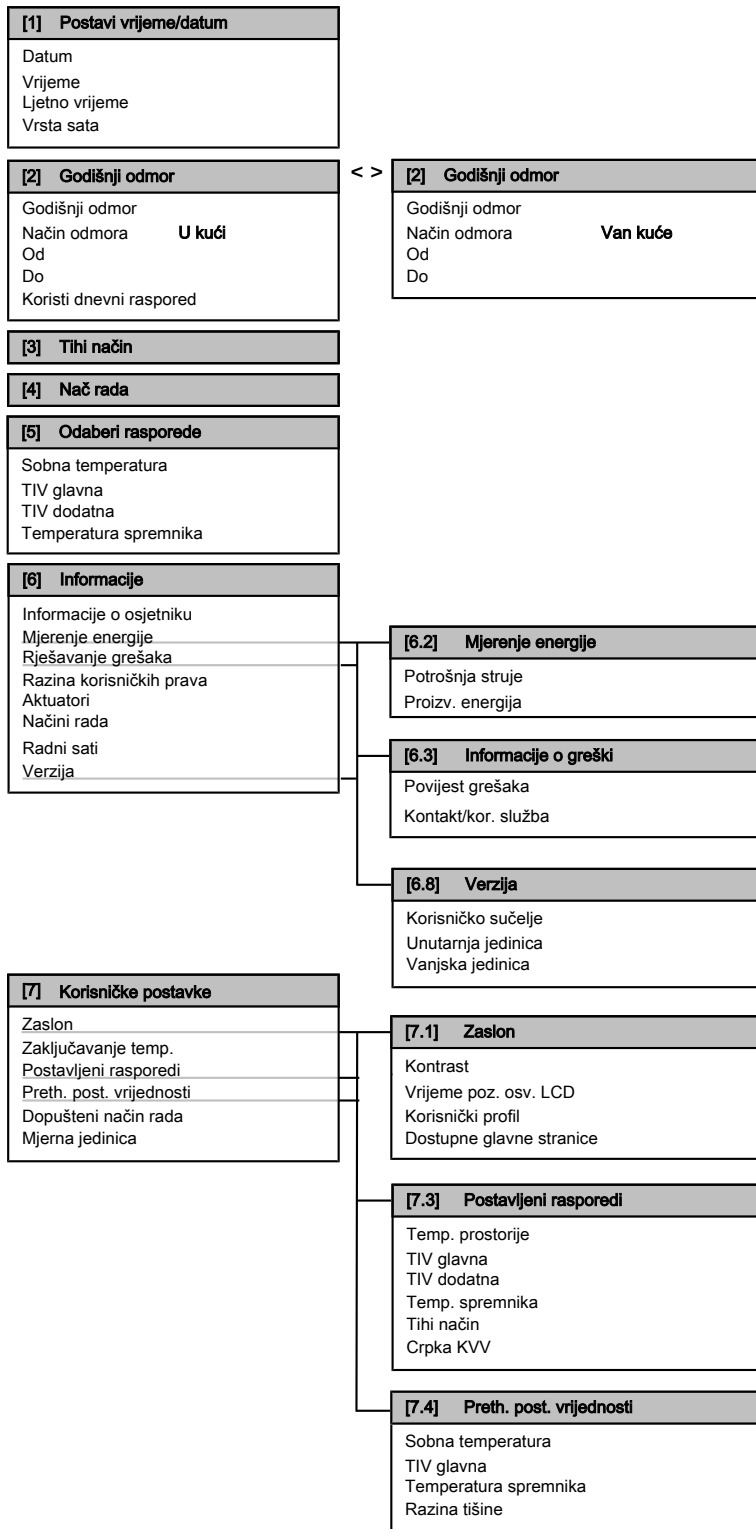 [1] Postavi vrijeme/datum
Datum
Vrijeme
Ljetno vrijeme
Vrsta sata
[2] Godišnji odmor
Godišnji odmor
Način odmora U kući
Od
Do
Koristi dnevni raspored
< >
[2] Godišnji odmor
Godišnji odmor
Način odmora Van kuće
Od
Do
[3] Tihi način
[4] Nač rada
[5] Odaberi rasporede
Sobna temperatura
TIV glavna
TIV dodatna
Temperatura spremnika
[6] Informacije
Informacije o osjetniku
Mjerenje energije
Rješavanje grešaka
Razina korisničkih prava
Aktuatori
Načini rada
Radni sati
Verzija
[6.2] Mjerenje energije
Potrošnja struje
Proizv. energija
[6.3] Informacije o greški
Povijest grešaka
Kontakt/kor. služba
[6.8] Verzija
Korisničko sučelje
Unutarnja jedinica
Vanjska jedinica
[7] Korisničke postavke
Zaslon
Zaključavanje temp.
Postavljeni rasporedi
Preth. post. vrijednosti
Dopušteni način rada
Mjerna jedinica
[7.1] Zaslon
Kontrast
Vrijeme poz. osv. LCD
Korisnički profil
Dostupne glavne stranice
[7.3] Postavljeni rasporedi
Temp. prostorije
TIV glavna
TIV dodatna
Temp. spremnika
Tihi način
Crpka KVV
[7.4] Preth. post. vrijednosti
Sobna temperatura
TIV glavna
Temperatura spremnika
Razina tišine